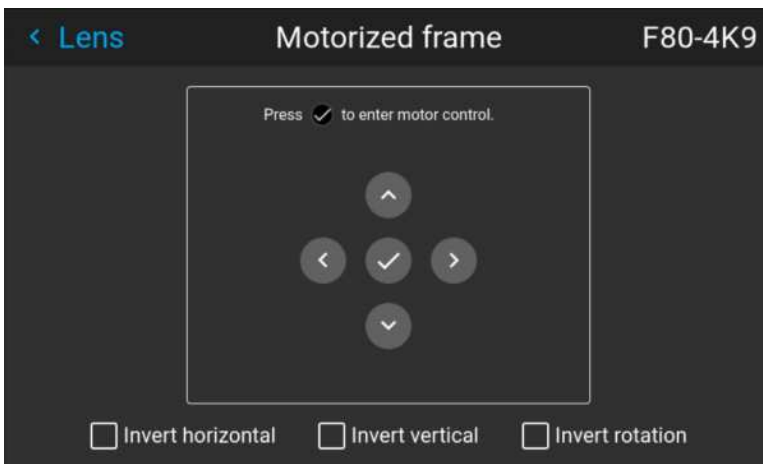 Lens Motorized frame F80-4K9
Press to enter motor control.
Invert horizontal Invert vertical Invert rotation